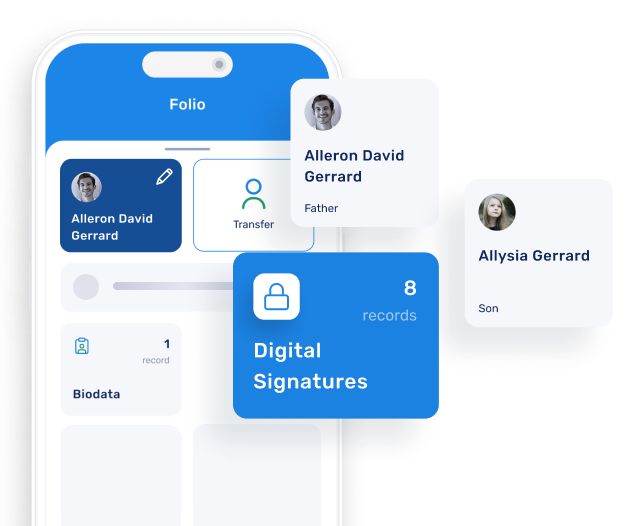 Folio
Alleron David
Gerrard
Transfer
Alleron David
Gerrard
Father
Allysia Gerrard
Son
8
records
Digital
Signatures
1
record
Biodata